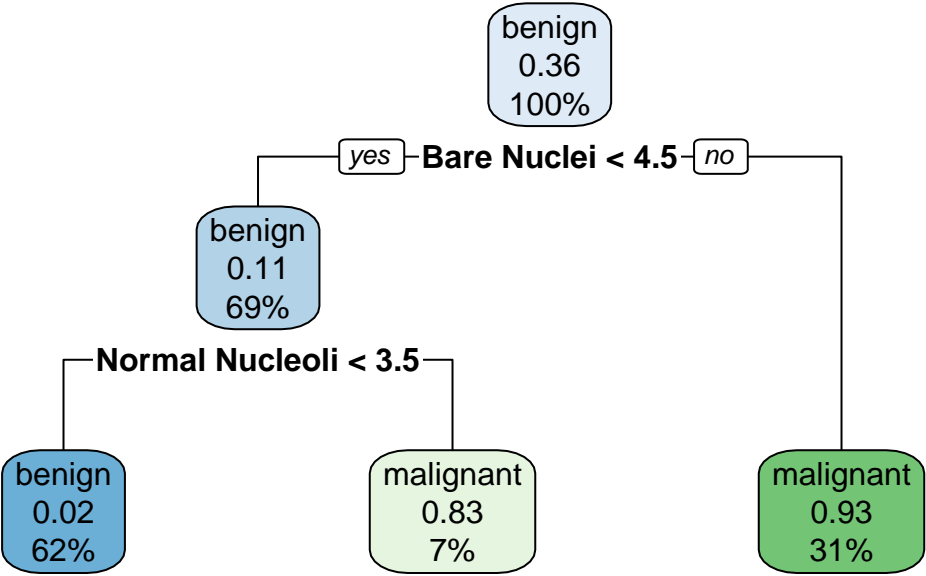 benign
0.36
100%
yes Bare Nuclei < 4.5 no
benign
0.11
69%
Normal Nucleoli < 3.5
benign
0.02
62%
malignant
0.83
7%
malignant
0.93
31%